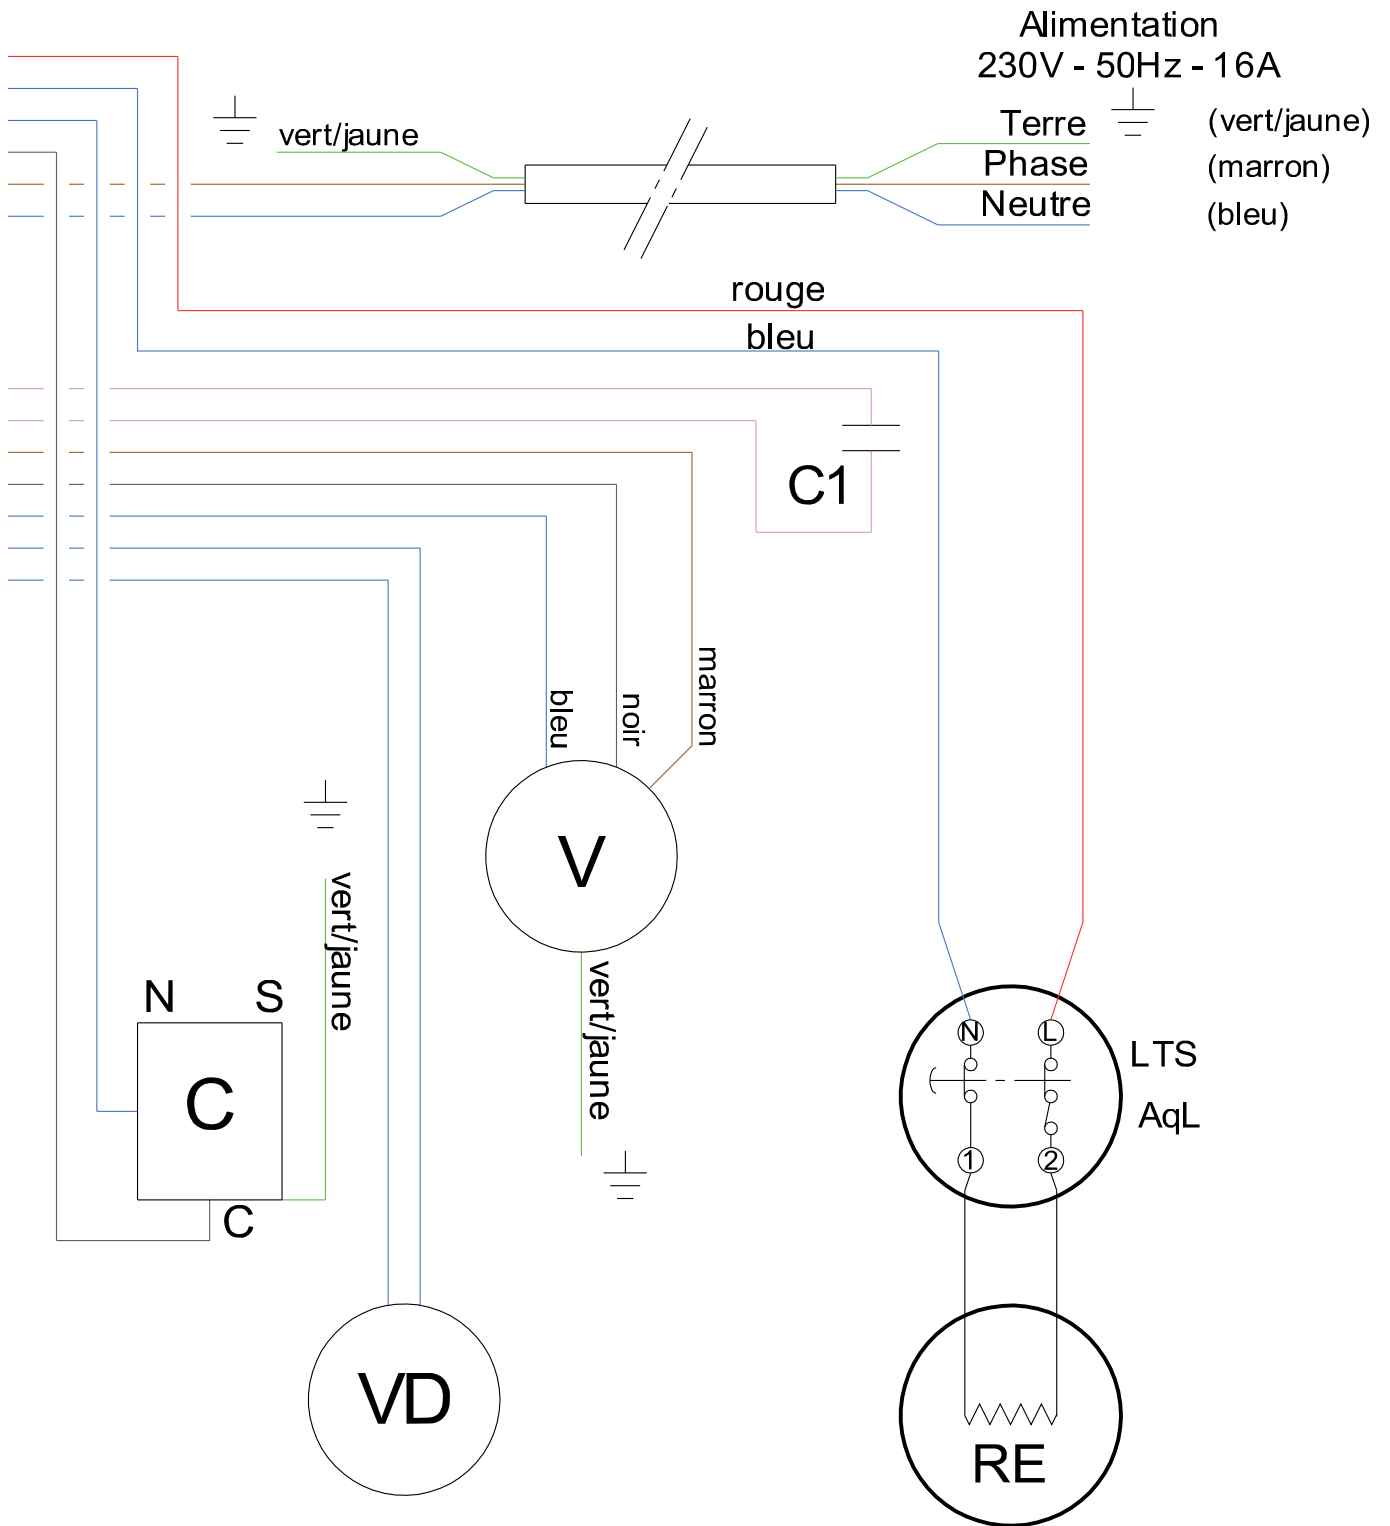 Alimentation
230V - 50Hz - 16A
vert/jaune
Terre
(vert/jaune)
Phase
(marron)
Neutre
(bleu)
rouge
bleu
C1
bleu
noir
marron
V
vert/jaune
vert/jaune
N
S
C
C
N
L
LTS
AqL
1
2
VD
RE